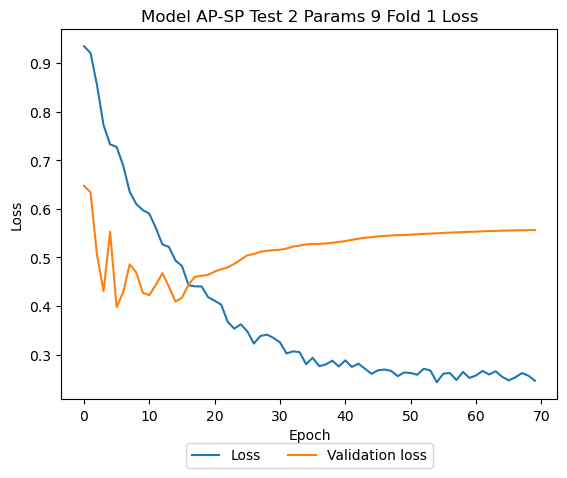 Model AP-SP Test 2 Params 9 Fold 1 Loss
0.9
0.8
0.7
0.6
0.5
0.4
0.3
Loss
0 10 20 30 40 50 60 70
Epoch
Loss Validation loss